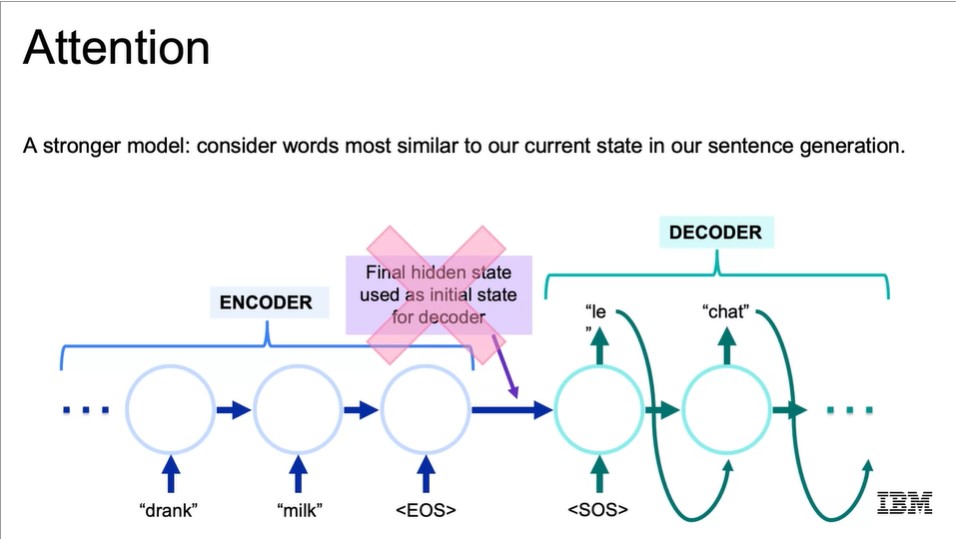 Attention
A stronger model: consider words most similar to our current state in our sentence generation.
DECODER
Final hidden state
used as initial state
for decoder
ENCODER
“le
”
“chat”
“drank”
“milk”
<EOS>
<SOS>
IBM